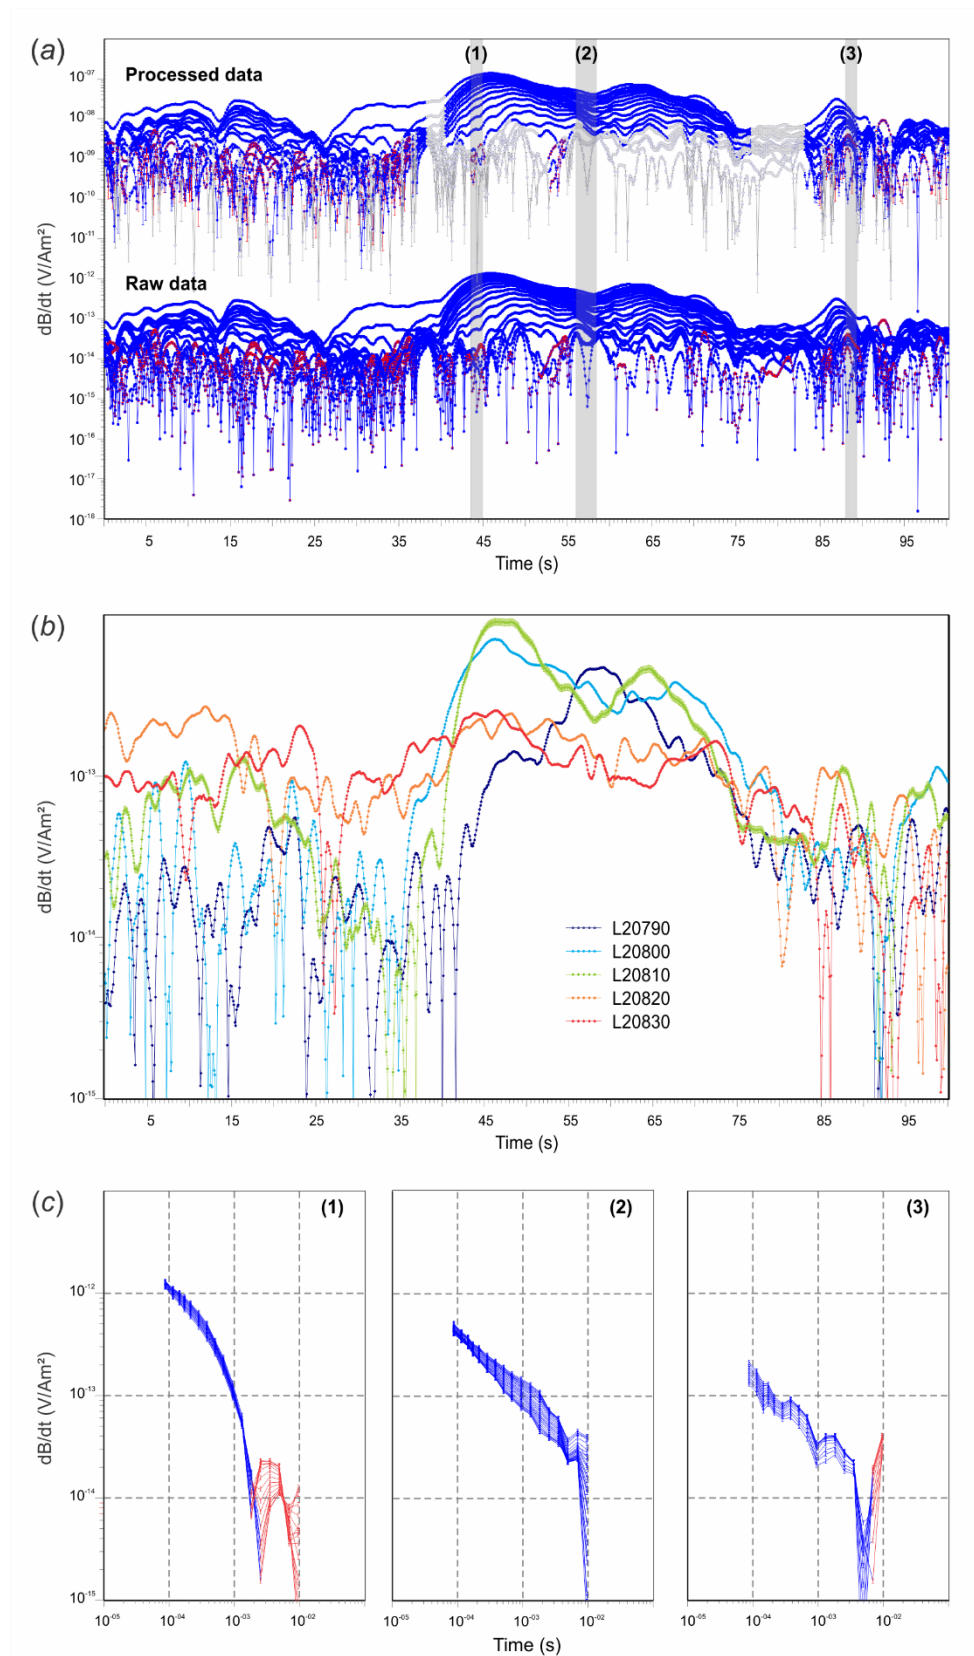 (a)
(1) (2) (3)
Processed data
Raw data
dB/dt (V/Am²)
10⁻⁰⁷
10⁻⁰⁸
10⁻⁰⁹
10⁻¹⁰
10⁻¹¹
10⁻¹²
10⁻¹³
10⁻¹⁴
10⁻¹⁵
10⁻¹⁶
10⁻¹⁷
10⁻¹⁸
5 15 25 35 45 55 65 75 85 95
Time (s)
(b)
dB/dt (V/Am²)
10⁻¹³
10⁻¹⁴
10⁻¹⁵
L20790
L20800
L20810
L20820
L20830
5 15 25 35 45 55 65 75 85 95
Time (s)
(c)
(1) (2) (3)
dB/dt (V/Am²)
10⁻¹²
10⁻¹³
10⁻¹⁴
10⁻¹⁵
10⁻⁰⁵ 10⁻⁰⁴ 10⁻⁰³ 10⁻⁰² 10⁻⁰⁵ 10⁻⁰⁴ 10⁻⁰³ 10⁻⁰² 10⁻⁰⁵ 10⁻⁰⁴ 10⁻⁰³ 10⁻⁰²
Time (s)